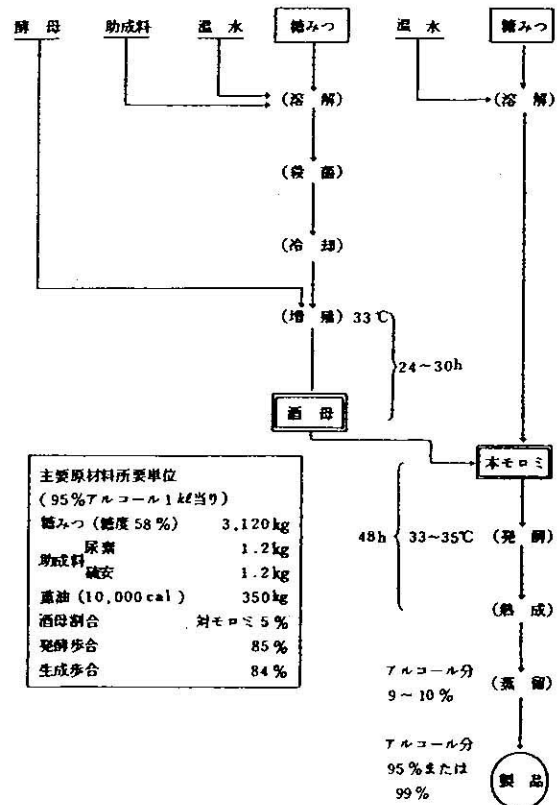 酵母 助成料 温水 糖みつ 温水 糖みつ
(溶解) (溶解)
(殺菌)
(冷却)
(増殖) 33℃
24~30h
酒母
本モロミ
主要原材料所要単位
(95%アルコール1kℓ当り)
糖みつ(糖度58%) 3,120kg
助成料 尿素 1.2kg
硫安 1.2kg
重油(10,000cal) 350kg
酒母割合 対モロミ5%
発酵歩合 85%
生成歩合 84%
48h 33~35℃ (発酵)
(熟成)
アルコール分
9~10%
(蒸留)
アルコール分
95%または
99%
製品